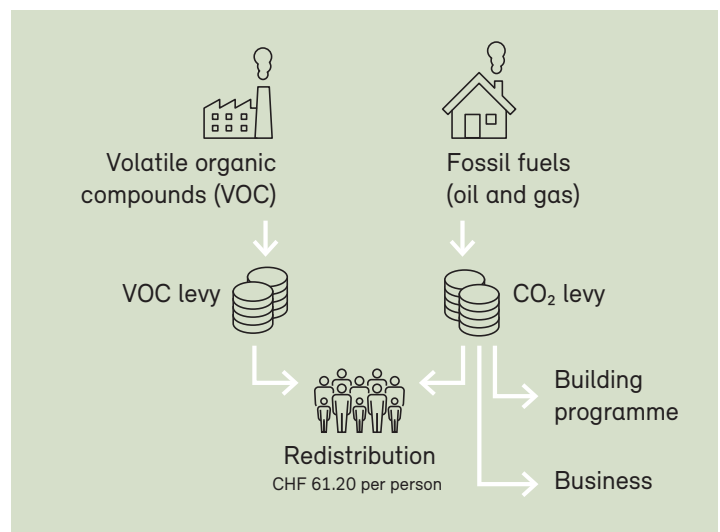 Volatile organic
compounds (VOC)
Fossil fuels
(oil and gas)
VOC levy
CO₂ levy
Building
programme
Redistribution
CHF 61.20 per person
Business